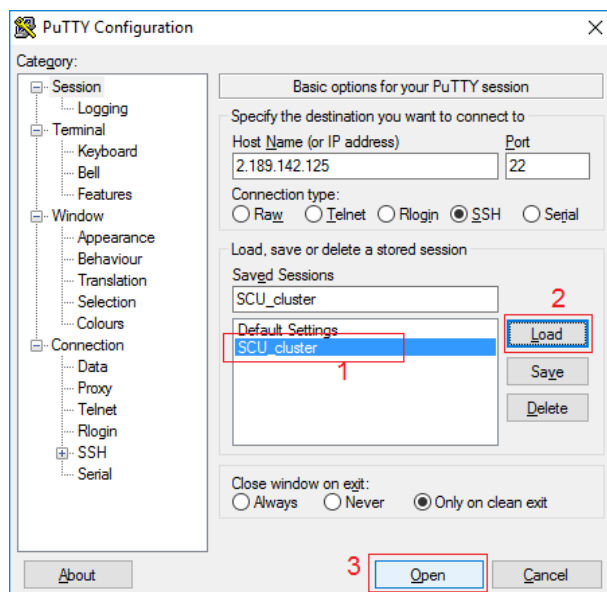 PuTTY Configuration
Category:
Session
Logging
Terminal
Keyboard
Bell
Features
Window
Appearance
Behaviour
Translation
Selection
Colours
Connection
Data
Proxy
Telnet
Rlogin
SSH
Serial
Basic options for your PuTTY session
Specify the destination you want to connect to
Host Name (or IP address) Port
2.189.142.125 22
Connection type:
Raw Telnet Rlogin SSH Serial
Load, save or delete a stored session
Saved Sessions
SCU_cluster
2
Default Settings
SCU_cluster
1
Load
Save
Delete
Close window on exit:
Always Never Only on clean exit
About 3 Open Cancel